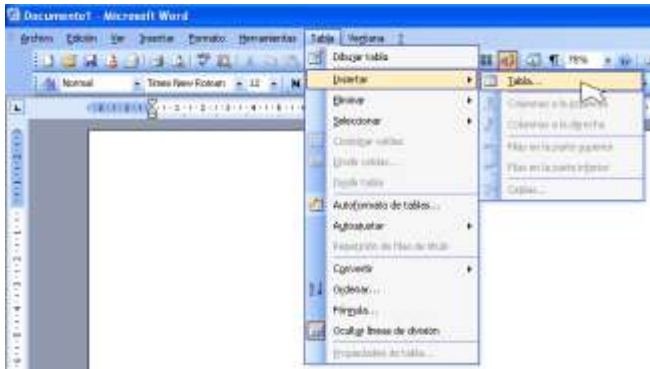 Documento1 - Microsoft Word
Archivo Edición Ver Insertar Formato Herramientas Tabla Ventana ?
75%
Normal Times New Roman 12 N
Dibujar tabla
Insertar
Eliminar
Seleccionar
Combinar celdas
Dividir celdas...
Dividir tabla
Autoformato de tablas...
Autoajustar
Repetición de filas de título
Convertir
Ordenar...
Fórmula...
Ocultar líneas de división
Propiedades de tabla...
Tabla...
Columnas a la
Columnas a la derecha
Filas en la parte superior
Filas en la parte inferior
Celdas...